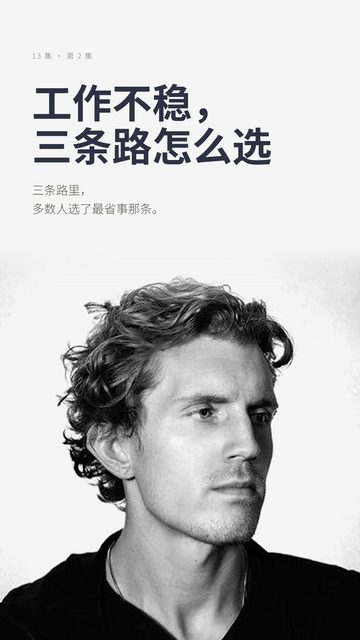 13 集 · 第 2 集
工作不稳，
三条路怎么选
三条路里，
多数人选了最省事那条。